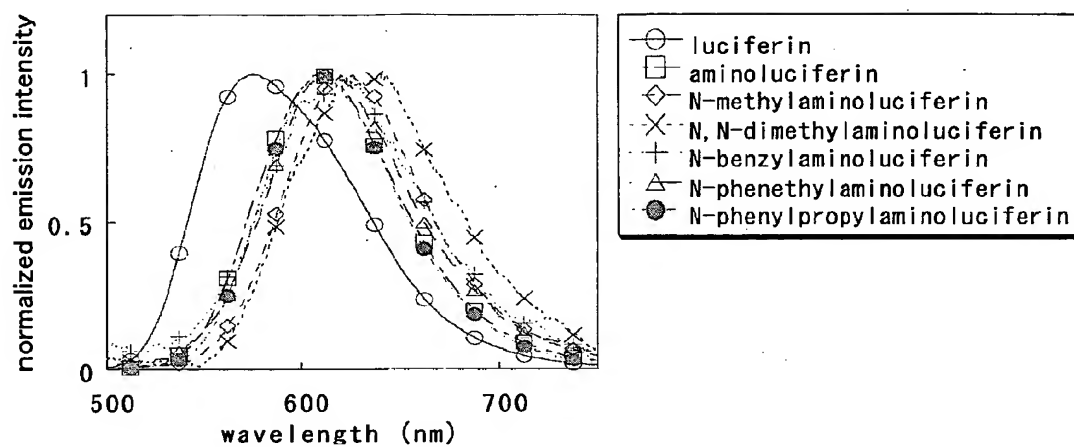 normalized emission intensity
1
0.5
0
500
600
700
wavelength (nm)
luciferin
aminoluciferin
N-methylaminoluciferin
N,N-dimethylaminoluciferin
N-benzylaminoluciferin
N-phenethylaminoluciferin
N-phenylpropylaminoluciferin